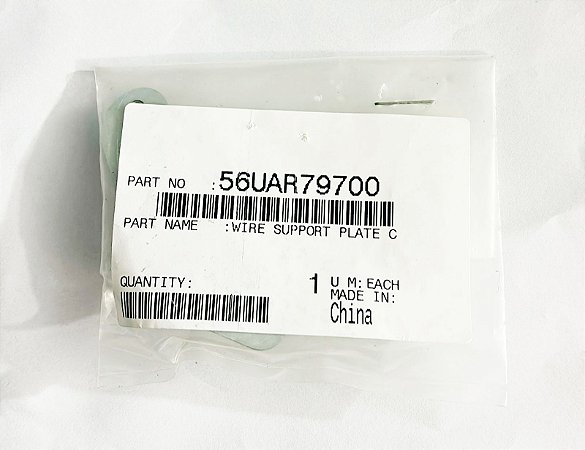 PART NO :56UAR79700
PART NAME :WIRE SUPPORT PLATE C
QUANTITY: 1 U M: EACH
MADE IN:
China